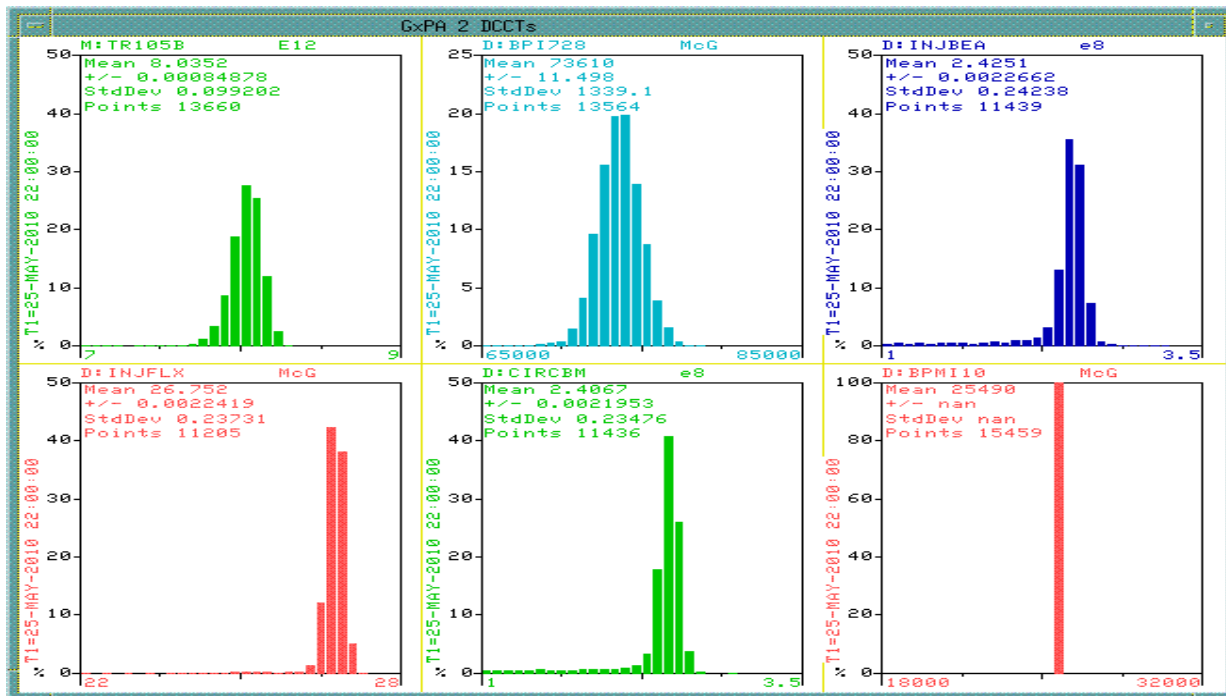 GxPA 2 DCCTs
M:TR105B E12
Mean 8.0352
+/- 0.00084878
StdDev 0.099202
Points 13660
50
40
30
20
10
% 0
7 9
T1=25-MAY-2010 22:00:00
D:BPI728 McG
Mean 73610
+/- 11.498
StdDev 1339.1
Points 13564
25
20
15
10
5
% 0
65000 85000
T1=25-MAY-2010 22:00:00
D:INJBEA e8
Mean 2.4251
+/- 0.0022662
StdDev 0.24238
Points 11439
50
40
30
20
10
% 0
1 3.5
T1=25-MAY-2010 22:00:00
D:INJFLX McG
Mean 26.752
+/- 0.0022419
StdDev 0.23731
Points 11205
50
40
30
20
10
% 0
22 28
T1=25-MAY-2010 22:00:00
D:CIRCBM e8
Mean 2.4067
+/- 0.0021953
StdDev 0.23476
Points 11436
50
40
30
20
10
% 0
1 3.5
T1=25-MAY-2010 22:00:00
D:BPMI10 McG
Mean 25490
+/- nan
StdDev nan
Points 15459
100
80
60
40
20
% 0
18000 32000
T1=25-MAY-2010 22:00:00